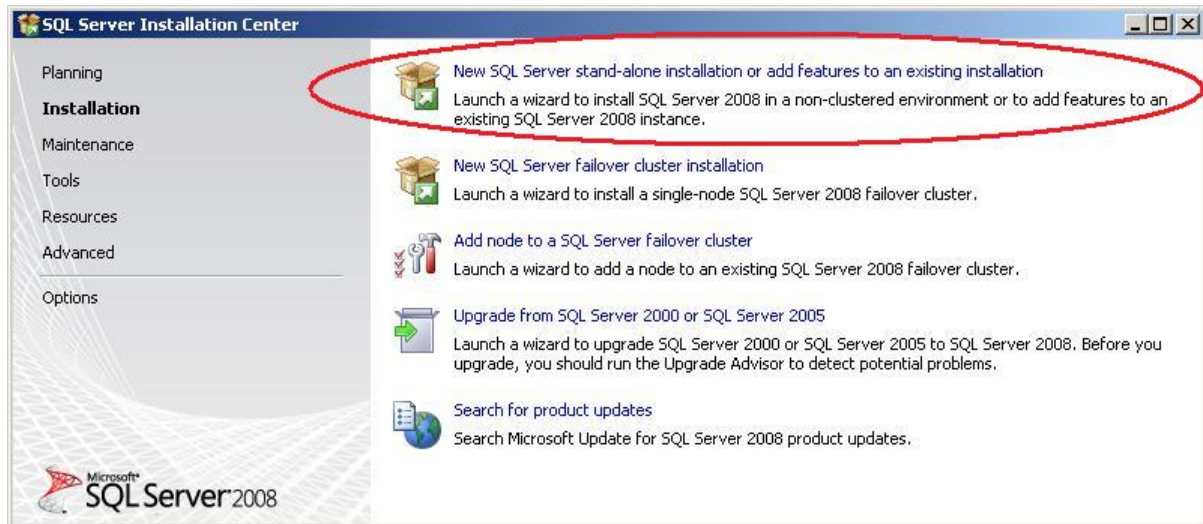 SQL Server Installation Center
Planning
Installation
Maintenance
Tools
Resources
Advanced
Options
New SQL Server stand-alone installation or add features to an existing installation
Launch a wizard to install SQL Server 2008 in a non-clustered environment or to add features to an
existing SQL Server 2008 instance.
New SQL Server failover cluster installation
Launch a wizard to install a single-node SQL Server 2008 failover cluster.
Add node to a SQL Server failover cluster
Launch a wizard to add a node to an existing SQL Server 2008 failover cluster.
Upgrade from SQL Server 2000 or SQL Server 2005
Launch a wizard to upgrade SQL Server 2000 or SQL Server 2005 to SQL Server 2008. Before you
upgrade, you should run the Upgrade Advisor to detect potential problems.
Search for product updates
Search Microsoft Update for SQL Server 2008 product updates.
Microsoft®
SQL Server 2008